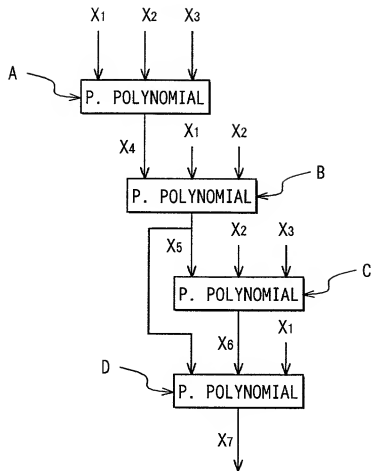 X1 X2 X3
A
P. POLYNOMIAL
X4 X1 X2
P. POLYNOMIAL
B
X5 X2 X3
P. POLYNOMIAL
C
X6 X1
D
P. POLYNOMIAL
X7